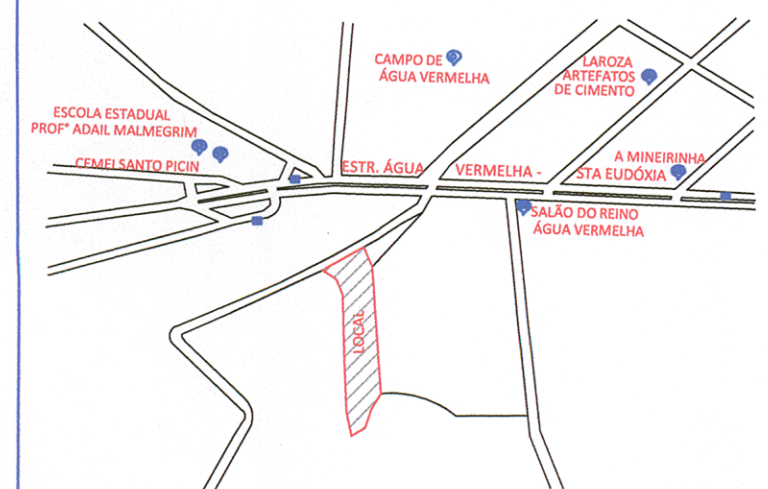 CAMPO DE
ÁGUA VERMELHA
LAROZA
ARTEFATOS
DE CIMENTO
ESCOLA ESTADUAL
PROFº ADAIL MALMEGRIM
CEMEI SANTO PICIN
ESTR. ÁGUA VERMELHA - STA EUDÓXIA
A MINEIRINHA
SALÃO DO REINO
ÁGUA VERMELHA
LOCAL